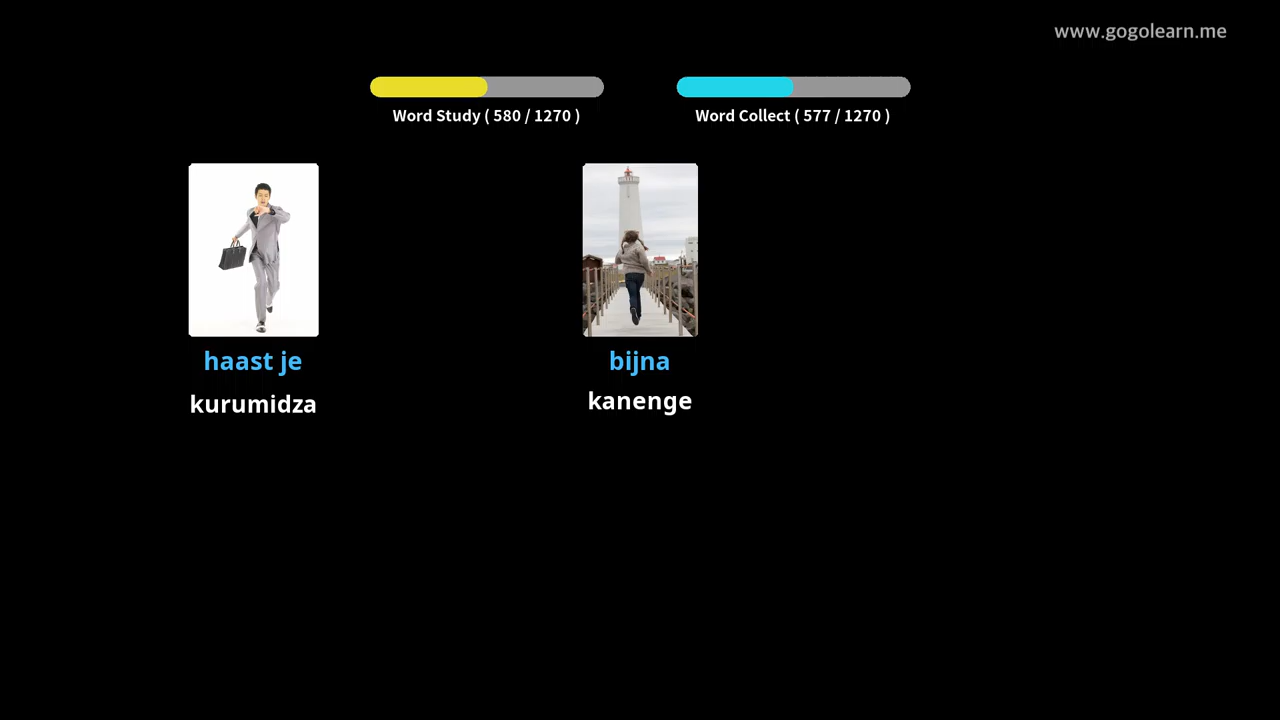 www.gogolearn.me
Word Study ( 580 / 1270 )
Word Collect ( 577 / 1270 )
haast je
kurumidza
bijna
kanenge